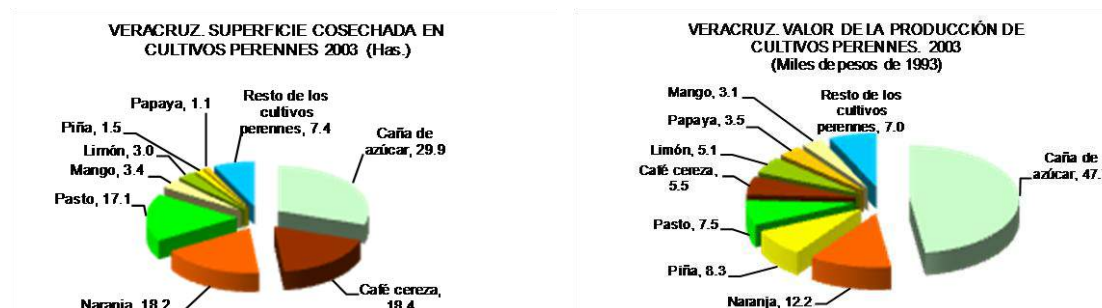 VERACRUZ. SUPERFICIE COSECHADA EN
CULTIVOS PERENNES 2003 (Has.)
Papaya, 1.1
Resto de los
cultivos
perennes, 7.4
Piña, 1.5
Limón, 3.0
Mango, 3.4
Pasto, 17.1
Caña de
azúcar, 29.9
Naranja, 18.2
Café cereza,
18.4
VERACRUZ. VALOR DE LA PRODUCCIÓN DE
CULTIVOS PERENNES. 2003
(Miles de pesos de 1993)
Mango, 3.1
Resto de los
cultivos
perennes, 7.0
Papaya, 3.5
Limón, 5.1
Café cereza,
5.5
Pasto, 7.5
Piña, 8.3
Naranja, 12.2
Caña de
azúcar, 47.